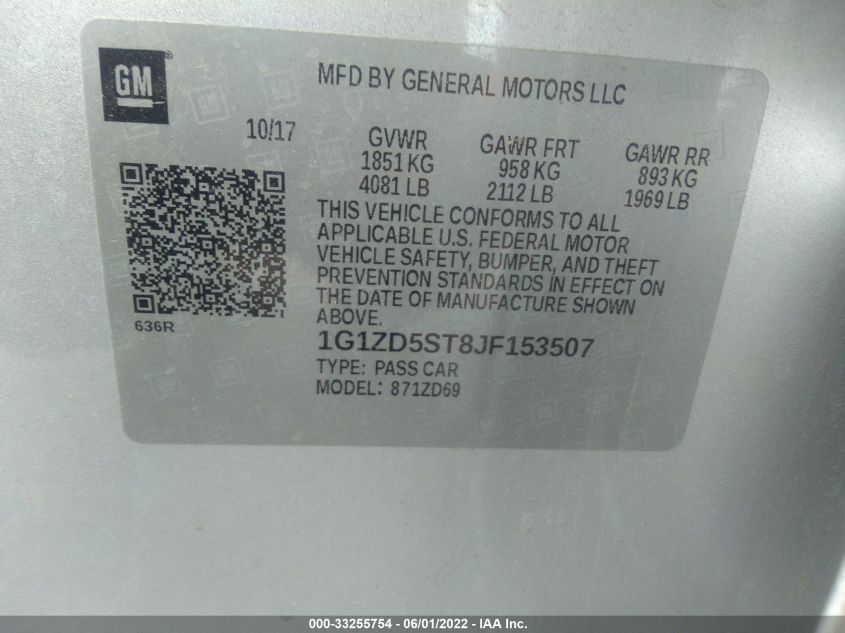 GM
MFD BY GENERAL MOTORS LLC
10/17
GVWR
1851 KG
4081 LB
GAWR FRT
958 KG
2112 LB
GAWR RR
893 KG
1969 LB
THIS VEHICLE CONFORMS TO ALL
APPLICABLE U.S. FEDERAL MOTOR
VEHICLE SAFETY, BUMPER, AND THEFT
PREVENTION STANDARDS IN EFFECT ON
THE DATE OF MANUFACTURE SHOWN
ABOVE.
636R
1G1ZD5ST8JF153507
TYPE: PASS CAR
MODEL: 871ZD69
000-33255754 - 06/01/2022 - IAA Inc.